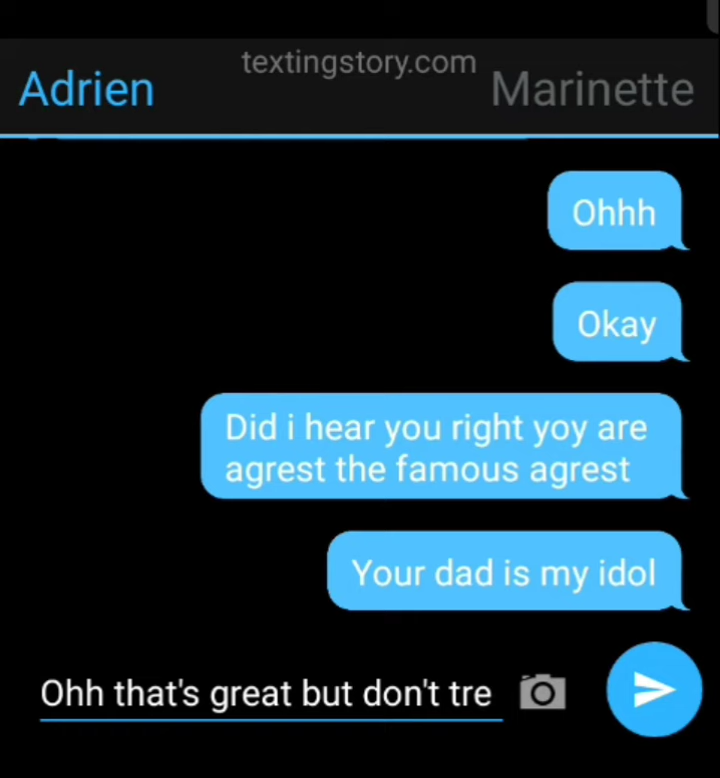 textingstory.com
Adrien
Marinette
Ohhh
Okay
Did i hear you right yoy are
agrest the famous agrest
Your dad is my idol
Ohh that's great but don't tre